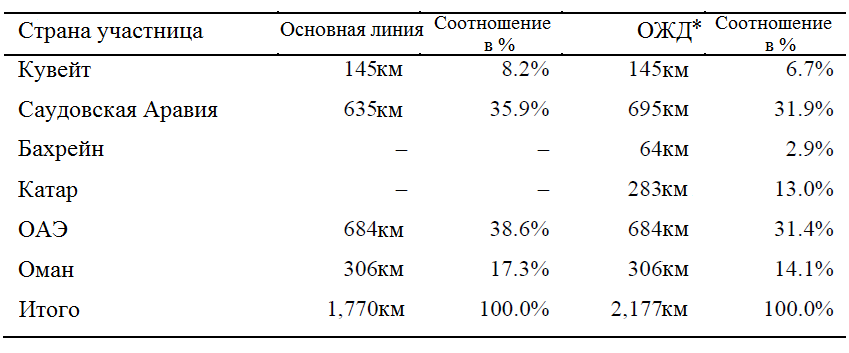 Страна участница Основная линия Соотношение в % ОЖД* Соотношение в %
Кувейт 145км 8.2% 145км 6.7%
Саудовская Аравия 635км 35.9% 695км 31.9%
Бахрейн – – 64км 2.9%
Катар – – 283км 13.0%
ОАЭ 684км 38.6% 684км 31.4%
Оман 306км 17.3% 306км 14.1%
Итого 1,770км 100.0% 2,177км 100.0%